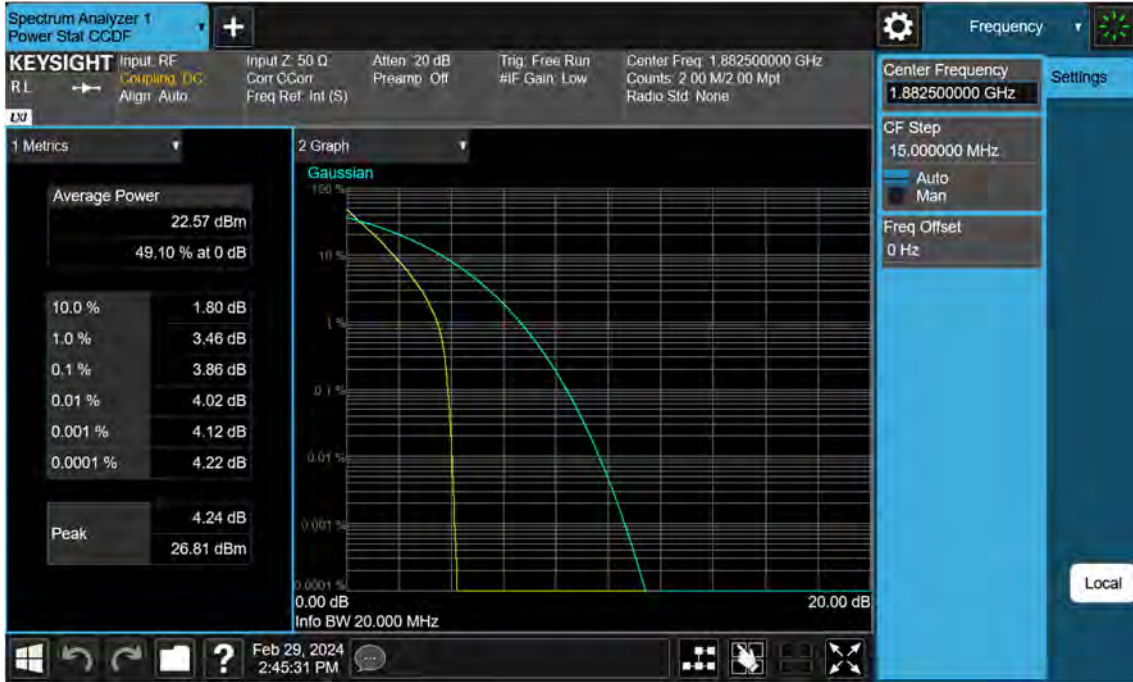 Spectrum Analyzer 1
Power Stat CCDF
Frequency
KEYSIGHT
R L
LXI
Input: RF
Coupling: DC
Align: Auto
Input Z: 50 Ω
Corr CCorr
Freq Ref: Int (S)
Atten: 20 dB
Preamp: Off
Trig: Free Run
#IF Gain: Low
Center Freq: 1.882500000 GHz
Counts: 2.00 M/2.00 Mpt
Radio Std: None
Center Frequency
1.882500000 GHz
Settings
CF Step
15.000000 MHz
Auto
Man
Freq Offset
0 Hz
1 Metrics
Average Power
22.57 dBm
49.10 % at 0 dB
10.0 % 1.80 dB
1.0 % 3.46 dB
0.1 % 3.86 dB
0.01 % 4.02 dB
0.001 % 4.12 dB
0.0001 % 4.22 dB
Peak
4.24 dB
26.81 dBm
2 Graph
Gaussian
100 %
10 %
1 %
0.1 %
0.01 %
0.001 %
0.0001 %
0.00 dB 20.00 dB
Info BW 20.000 MHz
Local
?
Feb 29, 2024
2:45:31 PM